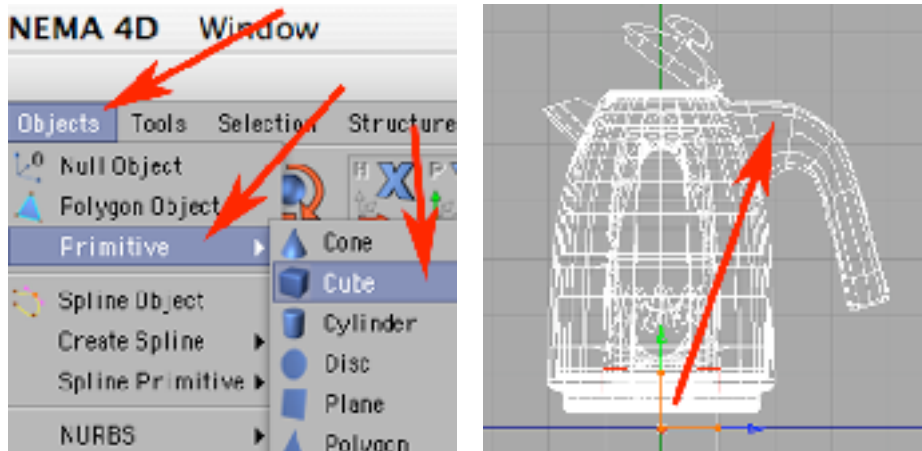 NEMA 4D Window
Objects Tools Selection Structure
Null Object
Polygon Object
Primitive
Cone
Cube
Spline Object
Cylinder
Create Spline
Disc
Spline Primitive
Plane
NURBS
Polygon